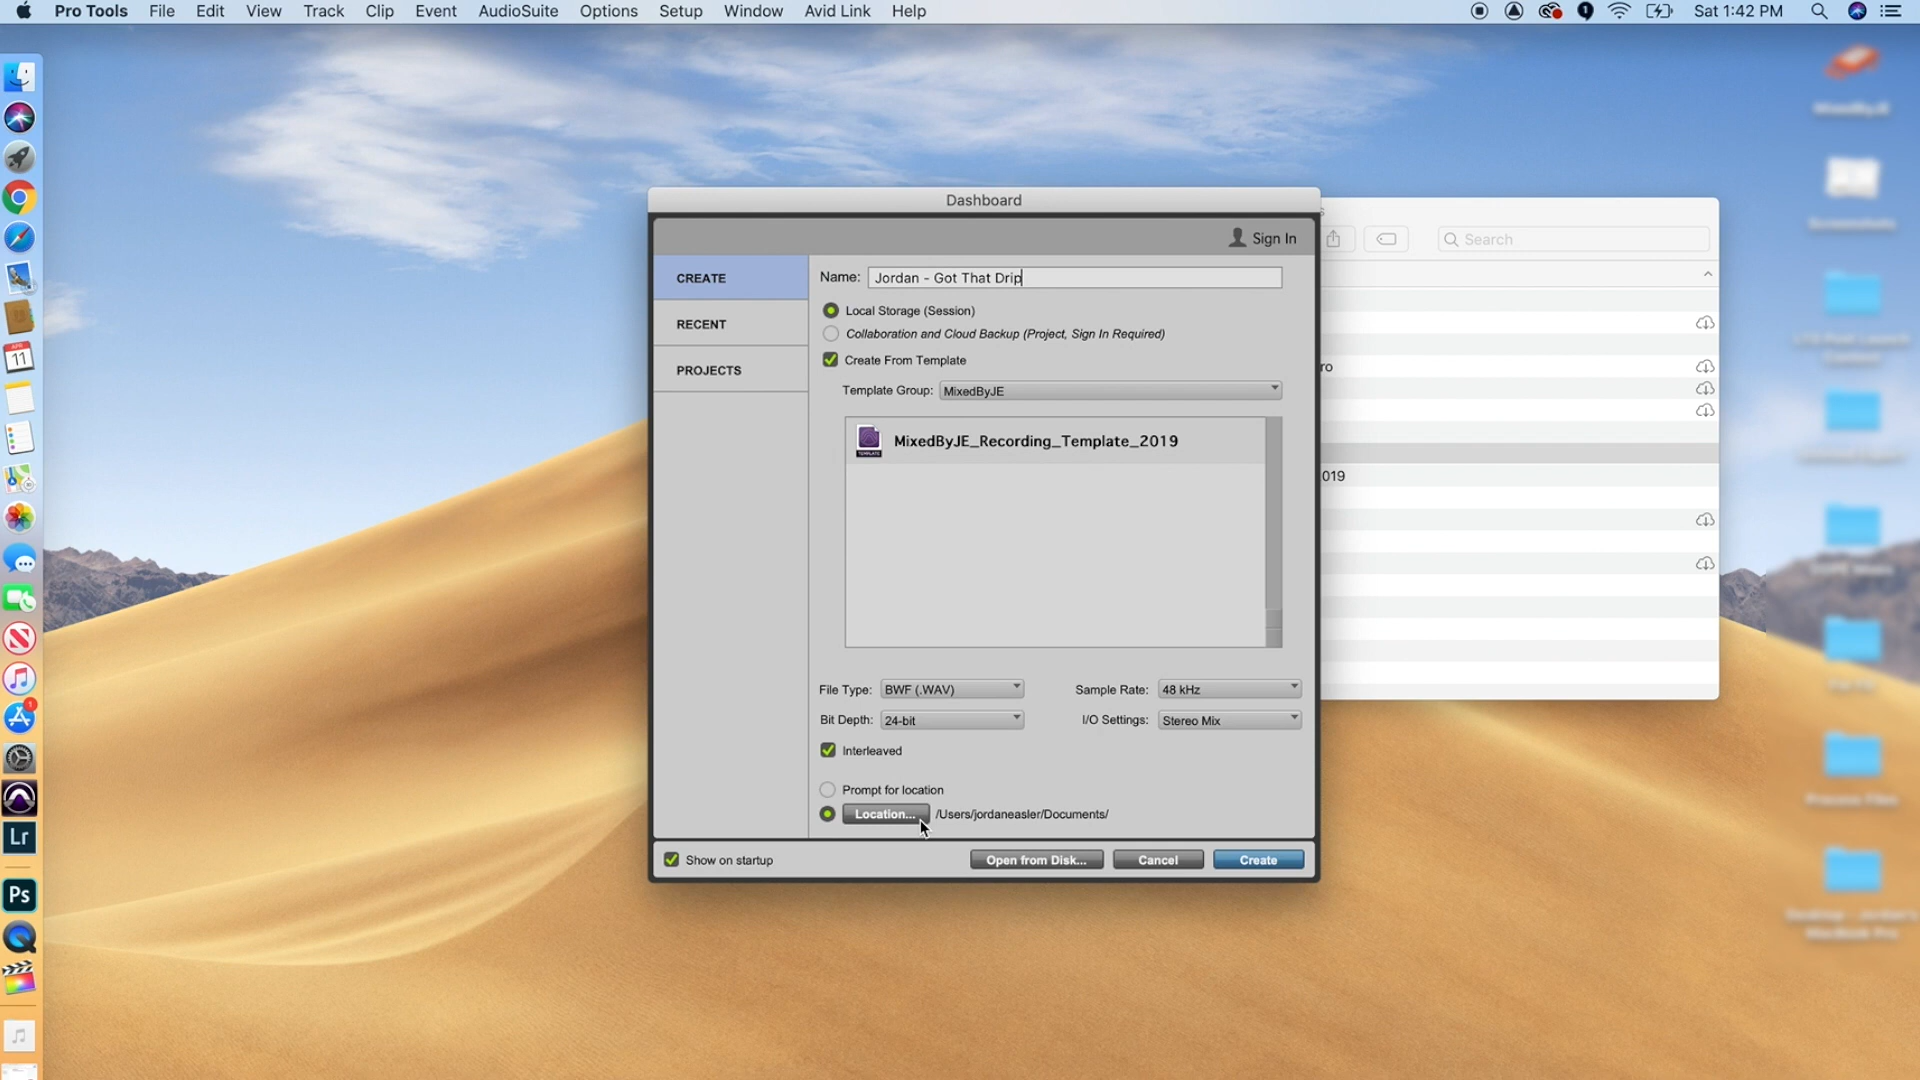 Pro Tools File Edit View Track Clip Event AudioSuite Options Setup Window Avid Link Help Sat 1:42 PM
Dashboard
Sign In
Search
CREATE
RECENT
PROJECTS
Name: Jordan - Got That Drip
Local Storage (Session)
Collaboration and Cloud Backup (Project, Sign In Required)
Create From Template
Template Group: MixedByJE
TEMPLATE
MixedByJE_Recording_Template_2019
File Type: BWF (.WAV) Sample Rate: 48 kHz
Bit Depth: 24-bit I/O Settings: Stereo Mix
Interleaved
Prompt for location
Location... /Users/jordaneasler/Documents/
Show on startup
Open from Disk... Cancel Create
s
ro
019
APR
11
1
Lr
Ps